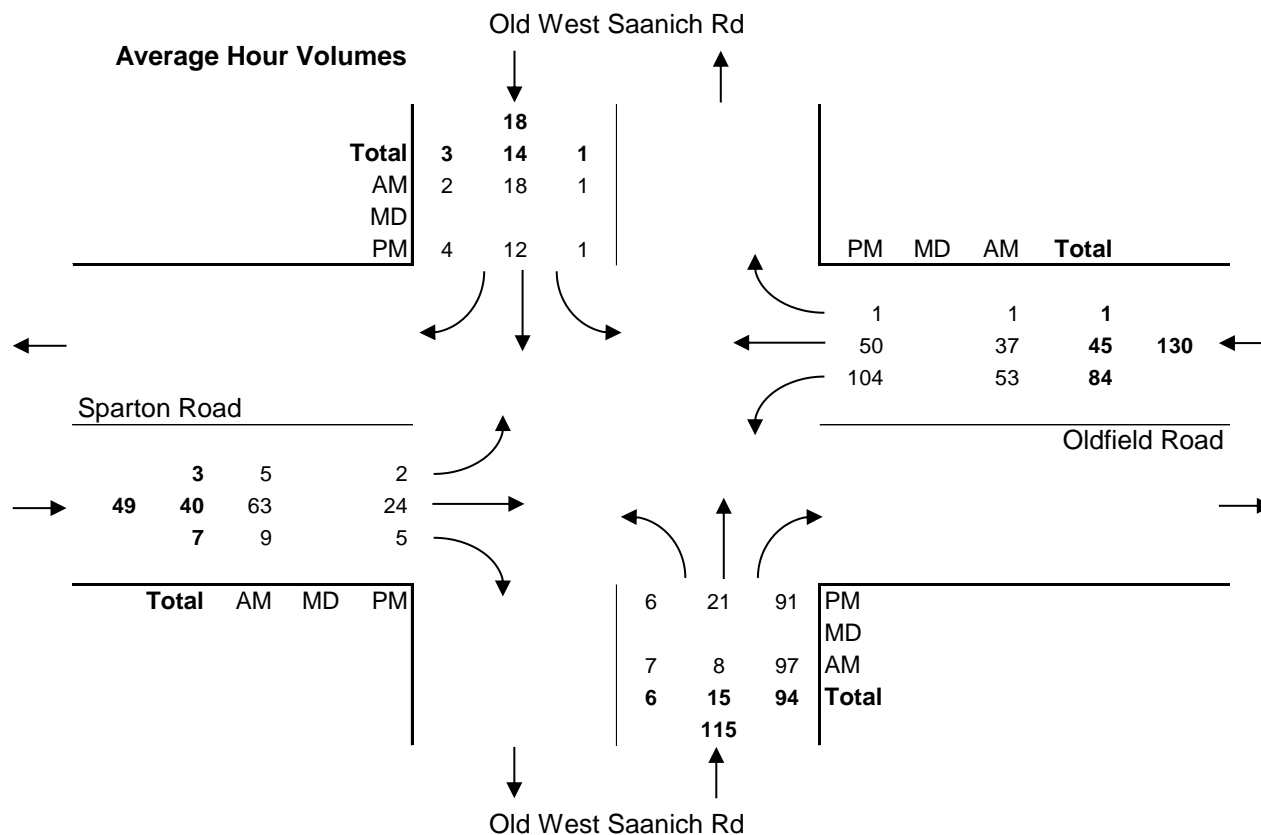 Old West Saanich Rd
Average Hour Volumes
18
Total 3 14 1
AM 2 18 1
MD
PM 4 12 1
PM MD AM Total
1 1 1
50 37 45 130
104 53 84
Sparton Road
Oldfield Road
3 5 2
49 40 63 24
7 9 5
Total AM MD PM
6 21 91 PM
MD
7 8 97 AM
6 15 94 Total
115
Old West Saanich Rd